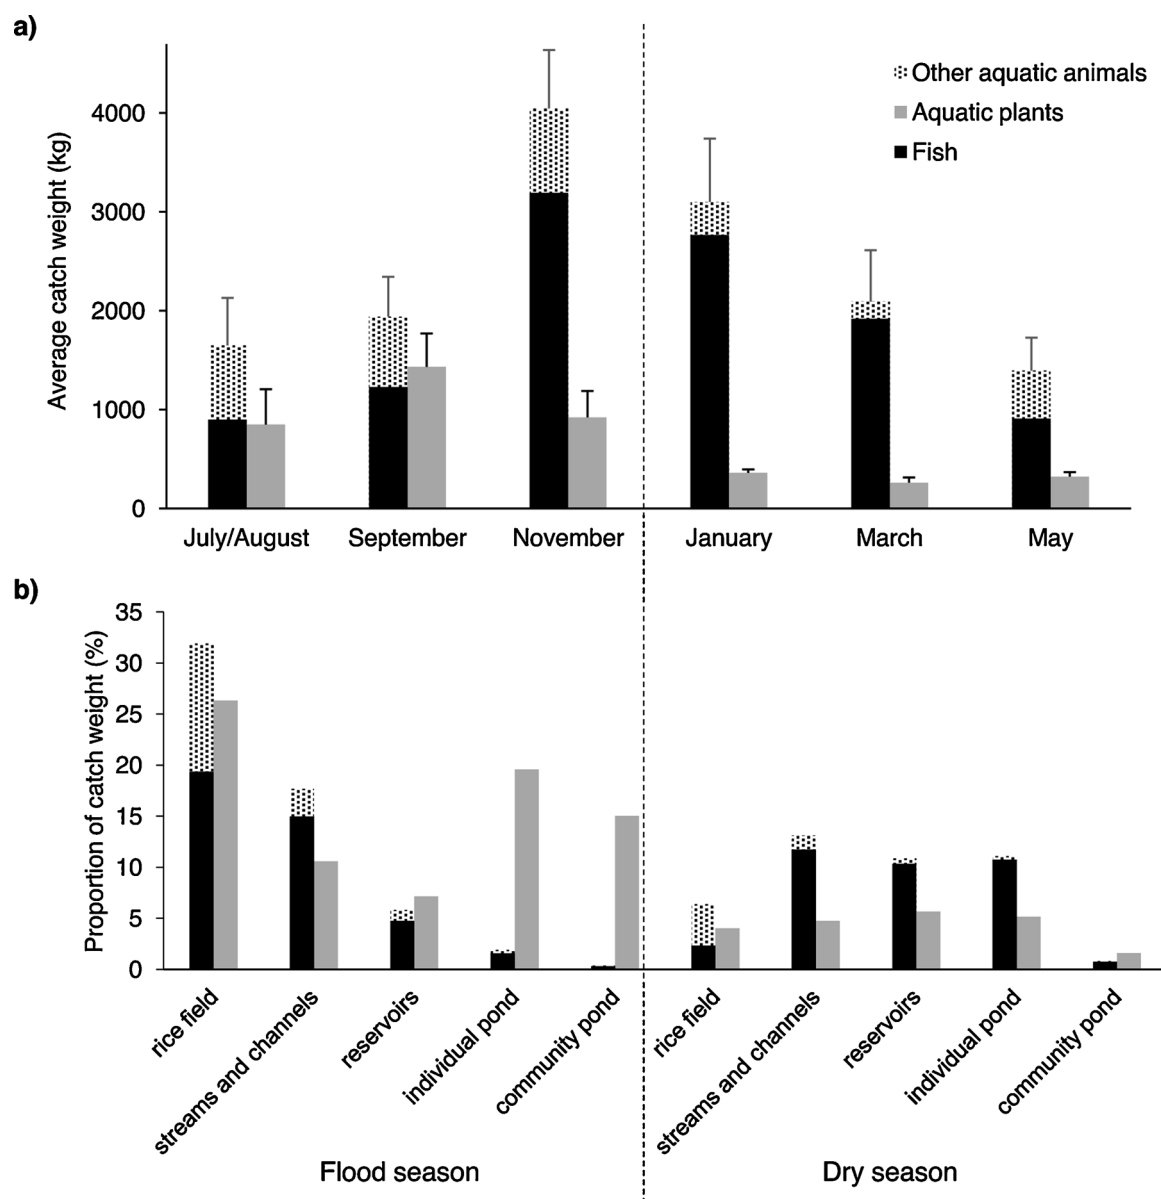 a)
Other aquatic animals
Aquatic plants
Fish
Average catch weight (kg)
4000
3000
2000
1000
0
July/August September November January March May
b)
Proportion of catch weight (%)
35
30
25
20
15
10
5
0
rice field
streams and channels
reservoirs
individual pond
community pond
rice field
streams and channels
reservoirs
individual pond
community pond
Flood season Dry season